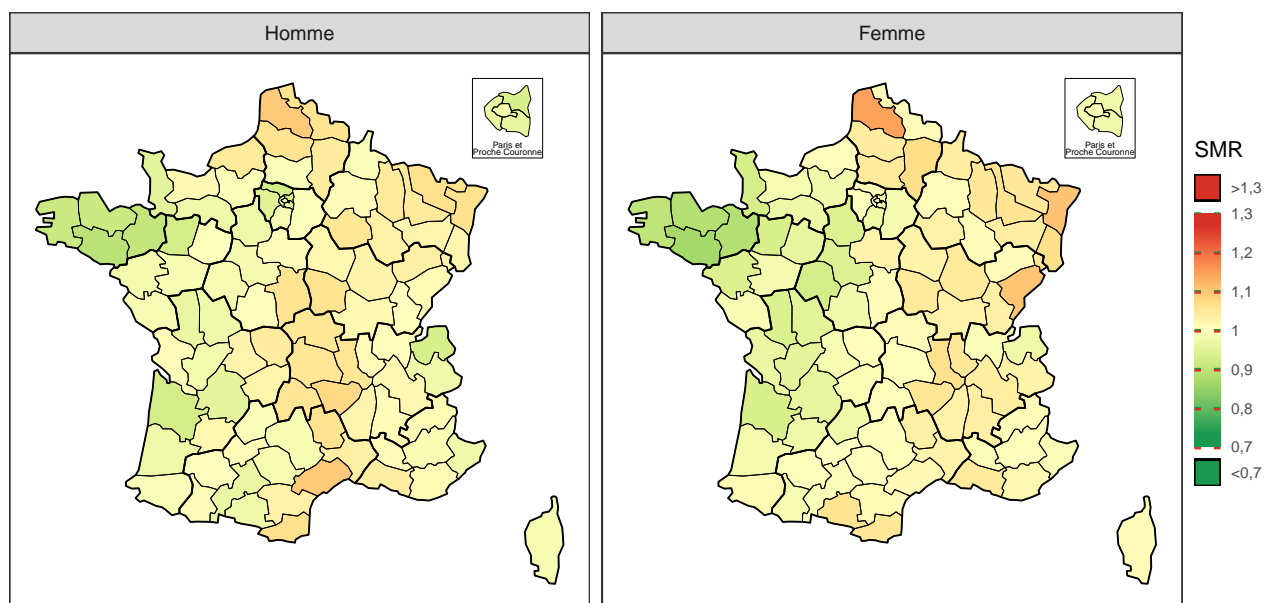 Homme
Femme
Paris et
Proche Couronne
Paris et
Proche Couronne
SMR
>1,3
1,3
1,2
1,1
1
0,9
0,8
0,7
<0,7